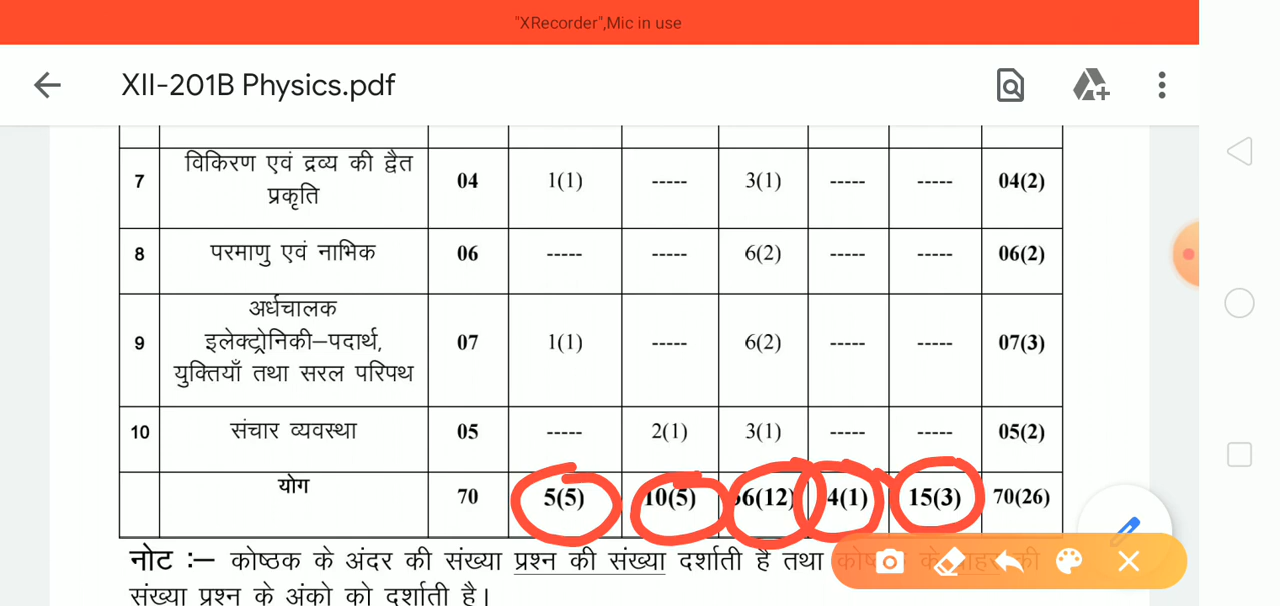 "XRecorder",Mic in use
XII-201B Physics.pdf
7 विकिरण एवं द्रव्य की द्वैत प्रकृति 04 1(1) ----- 3(1) ----- ----- 04(2)
8 परमाणु एवं नाभिक 06 ----- ----- 6(2) ----- ----- 06(2)
9 अर्धचालक इलेक्ट्रोनिकी–पदार्थ, युक्तियाँ तथा सरल परिपथ 07 1(1) ----- 6(2) ----- ----- 07(3)
10 संचार व्यवस्था 05 ----- 2(1) 3(1) ----- ----- 05(2)
योग 70 5(5) 10(5) 6(12) 4(1) 15(3) 70(26)
नोट :– कोष्ठक के अंदर की संख्या प्रश्न की संख्या दर्शाती है तथा की
संख्या प्रश्न के अंको को दर्शाती है।